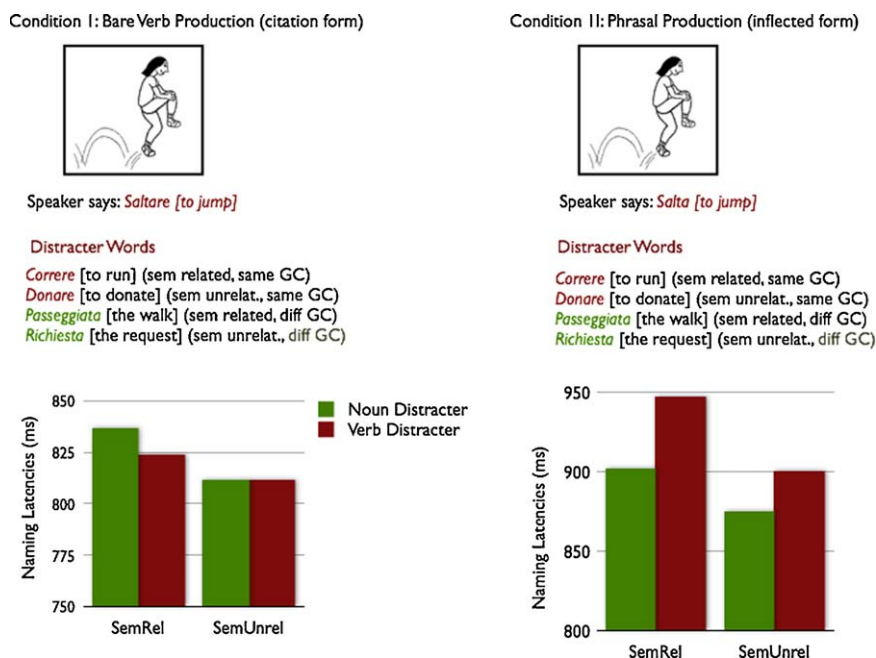 Condition I: Bare Verb Production (citation form)
Speaker says: Saltare [to jump]
Distracter Words
Correre [to run] (sem related, same GC)
Donare [to donate] (sem unrelat., same GC)
Passeggiata [the walk] (sem related, diff GC)
Richiesta [the request] (sem unrelat., diff GC)
850
825
800
775
750
Naming Latencies (ms)
SemRel SemUnrel
Noun Distracter
Verb Distracter
Condition II: Phrasal Production (inflected form)
Speaker says: Salta [to jump]
Distracter Words
Correre [to run] (sem related, same GC)
Donare [to donate] (sem unrelat., same GC)
Passeggiata [the walk] (sem related, diff GC)
Richiesta [the request] (sem unrelat., diff GC)
950
900
850
800
Naming Latencies (ms)
SemRel SemUnrel